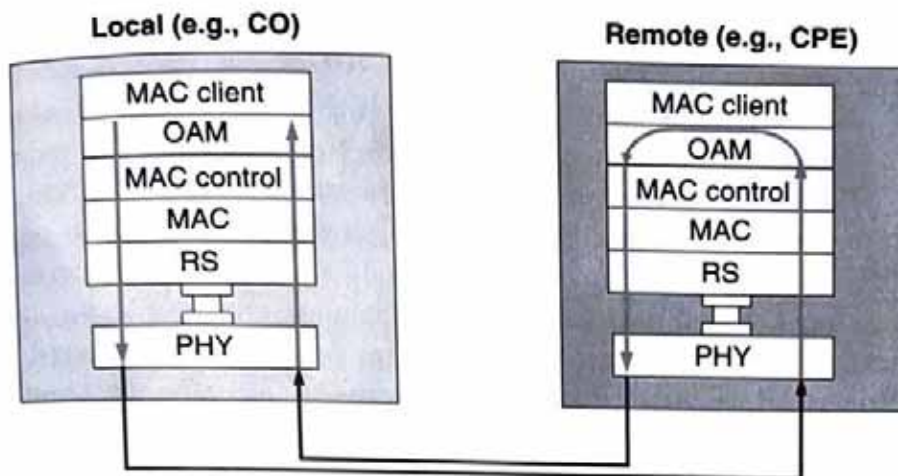 Local (e.g., CO)
MAC client
OAM
MAC control
MAC
RS
PHY
Remote (e.g., CPE)
MAC client
OAM
MAC control
MAC
RS
PHY